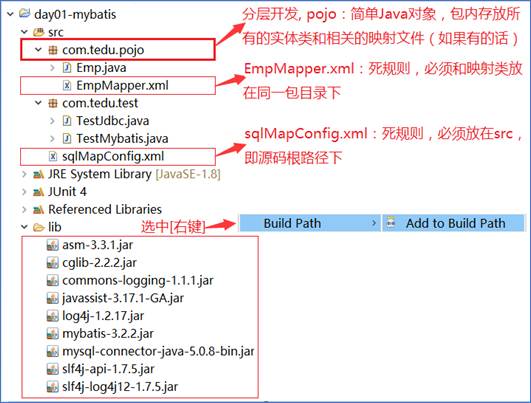 day01-mybatis
src
com.tedu.pojo
Emp.java
EmpMapper.xml
com.tedu.test
TestJdbc.java
TestMybatis.java
sqlMapConfig.xml
JRE System Library [JavaSE-1.8]
JUnit 4
Referenced Libraries
lib
asm-3.3.1.jar
cglib-2.2.2.jar
commons-logging-1.1.1.jar
javassist-3.17.1-GA.jar
log4j-1.2.17.jar
mybatis-3.2.2.jar
mysql-connector-java-5.0.8-bin.jar
slf4j-api-1.7.5.jar
slf4j-log4j12-1.7.5.jar
分层开发, pojo：简单Java对象，包内存放所
有的实体类和相关的映射文件（如果有的话）
EmpMapper.xml：死规则，必须和映射类放
在同一包目录下
sqlMapConfig.xml：死规则，必须放在src，
即源码根路径下
选中[右键]
Build Path
Add to Build Path